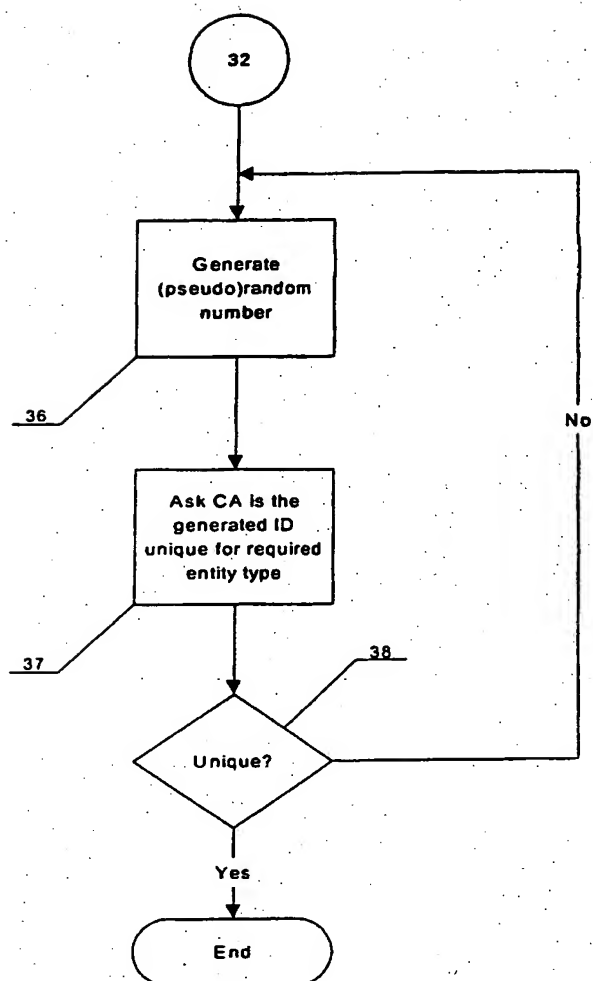 32
Generate
(pseudo)random
number
36
No
Ask CA is the
generated ID
unique for required
entity type
37
38
Unique?
Yes
End